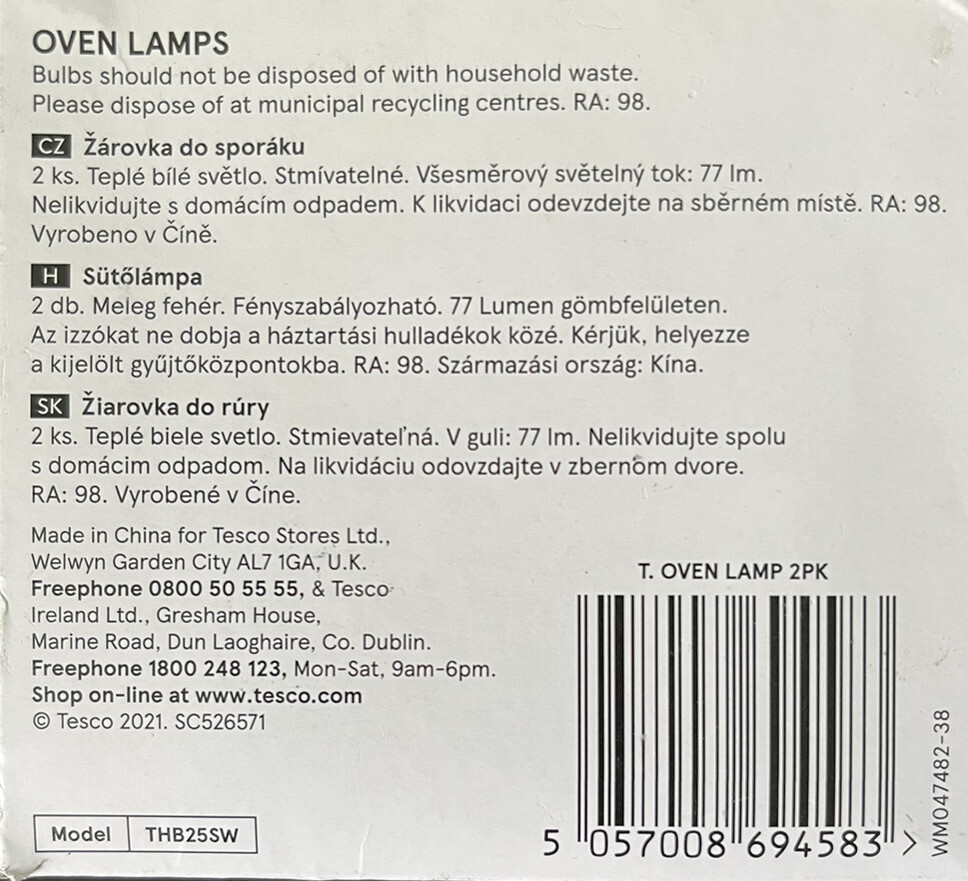 OVEN LAMPS
Bulbs should not be disposed of with household waste.
Please dispose of at municipal recycling centres. RA: 98.
CZ Žárovka do sporáku
2 ks. Teplé bílé světlo. Stmívatelné. Všesměrový světelný tok: 77 lm.
Nelikvidujte s domácím odpadem. K likvidaci odevzdejte na sběrném místě. RA: 98.
Vyrobeno v Číně.
H Sütőlámpa
2 db. Meleg fehér. Fényszabályozható. 77 Lumen gömbfelületen.
Az izzókat ne dobja a háztartási hulladékok közé. Kérjük, helyezze
a kijelölt gyűjtőközpontokba. RA: 98. Származási ország: Kína.
SK Žiarovka do rúry
2 ks. Teplé biele svetlo. Stmievateľná. V guli: 77 lm. Nelikvidujte spolu
s domácim odpadom. Na likvidáciu odovzdajte v zbernom dvore.
RA: 98. Vyrobené v Číne.
Made in China for Tesco Stores Ltd.,
Welwyn Garden City AL7 1GA, U.K.
Freephone 0800 50 55 55, & Tesco
Ireland Ltd., Gresham House,
Marine Road, Dun Laoghaire, Co. Dublin.
Freephone 1800 248 123, Mon-Sat, 9am-6pm.
Shop on-line at www.tesco.com
© Tesco 2021. SC526571
Model THB25SW
T. OVEN LAMP 2PK
5 057008 694583 >
WM047482-38